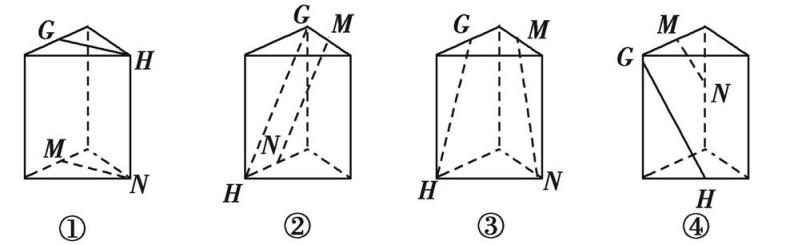 G H M N
①
G M N H
②
G M H N
③
M G N H
④